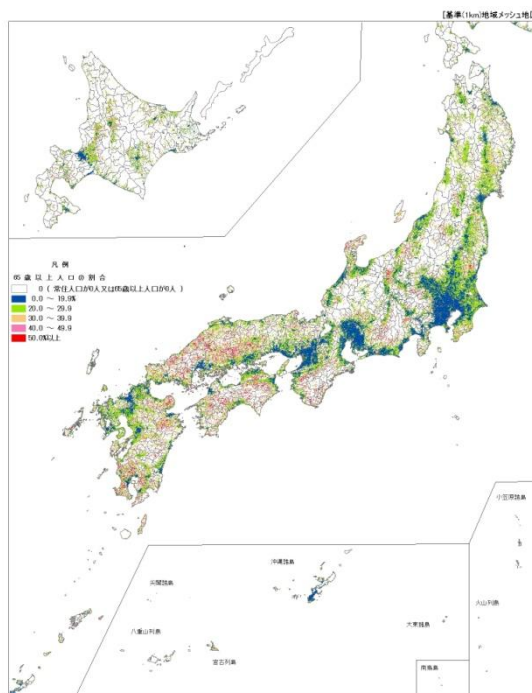 [基準(1km)地域メッシュ地図]
凡 例
65 歳 以 上 人 口 の 割 合
0 ( 常住人口が0人又は65歳以上人口が0人 )
0.0 ～ 19.9%
20.0 ～ 29.9
30.0 ～ 39.9
40.0 ～ 49.9
50.0%以上
小笠原諸島
沖縄諸島
尖閣諸島
火山列島
大東諸島
八重山列島
宮古列島
南鳥島